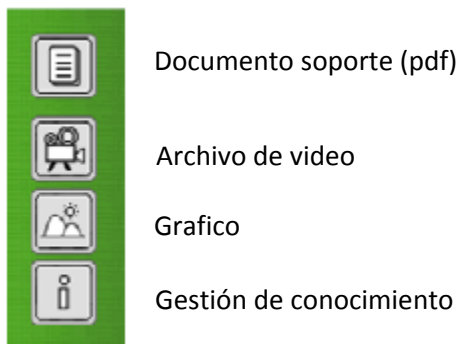 Documento soporte (pdf)
Archivo de video
Grafico
Gestión de conocimiento